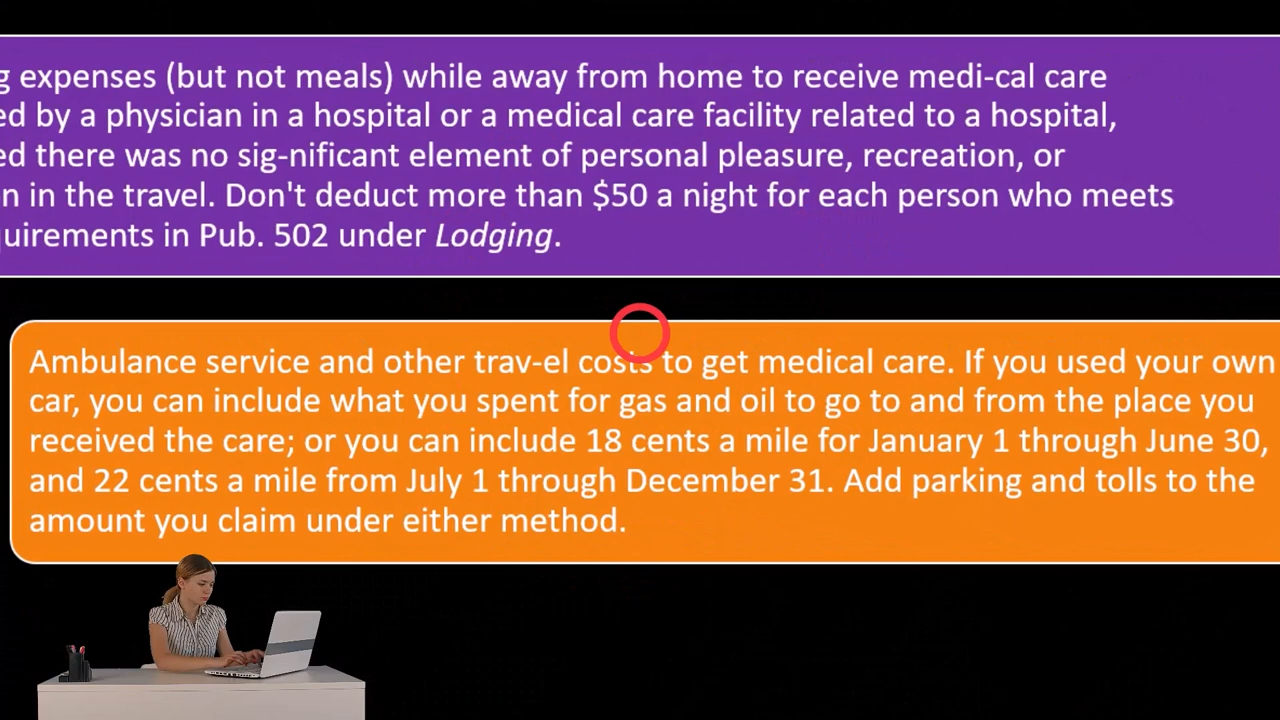 g expenses (but not meals) while away from home to receive medi-cal care
ed by a physician in a hospital or a medical care facility related to a hospital,
ed there was no sig-nificant element of personal pleasure, recreation, or
n in the travel. Don't deduct more than $50 a night for each person who meets
quirements in Pub. 502 under Lodging.
Ambulance service and other trav-el costs to get medical care. If you used your own
car, you can include what you spent for gas and oil to go to and from the place you
received the care; or you can include 18 cents a mile for January 1 through June 30,
and 22 cents a mile from July 1 through December 31. Add parking and tolls to the
amount you claim under either method.